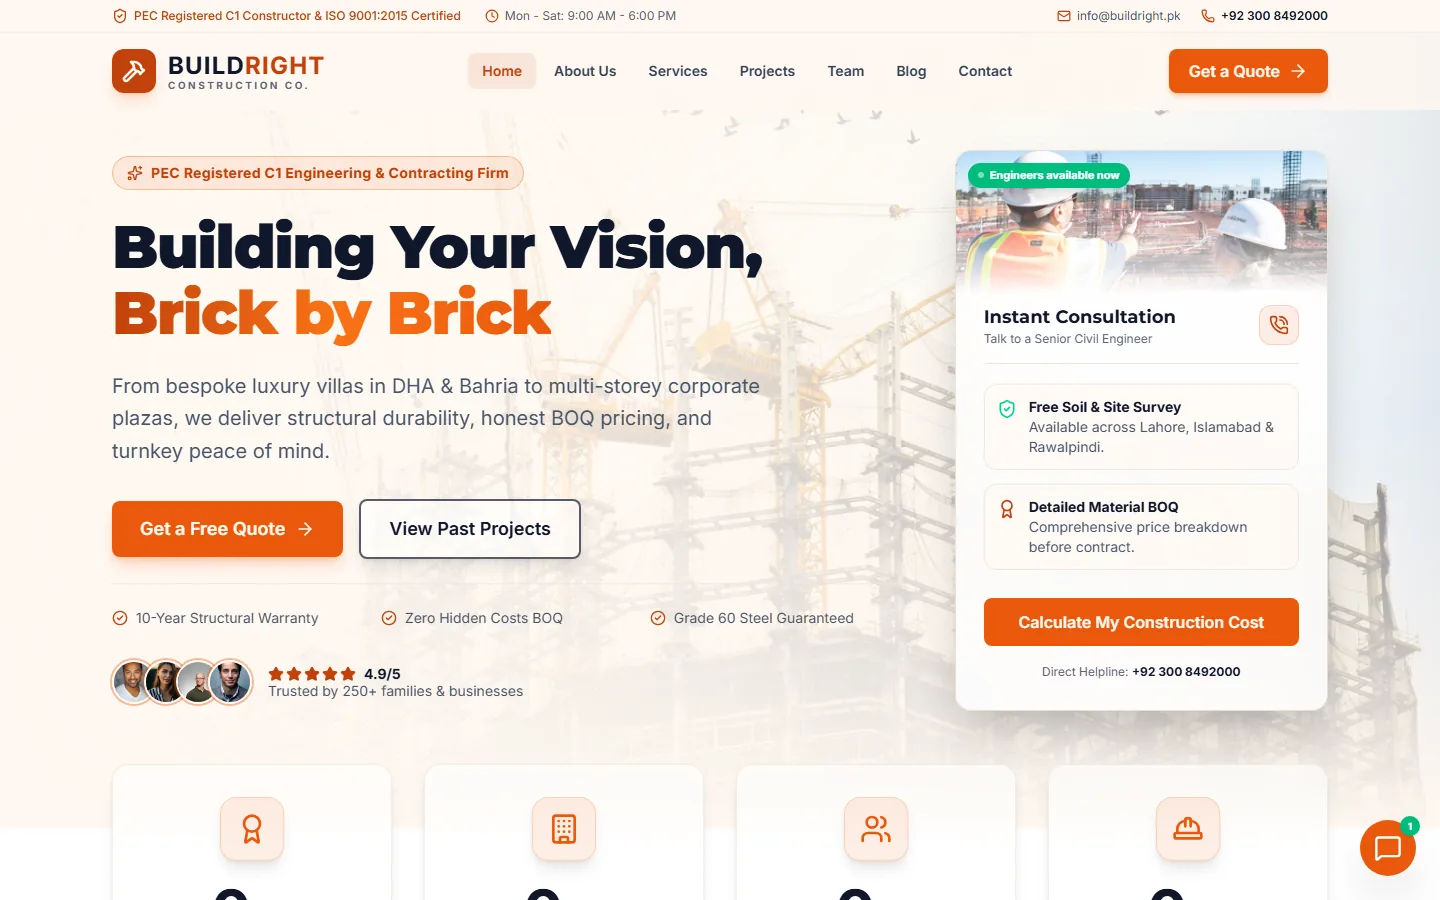 PEC Registered C1 Constructor & ISO 9001:2015 Certified
Mon - Sat: 9:00 AM - 6:00 PM
info@buildright.pk
+92 300 8492000
BUILDRIGHT
CONSTRUCTION CO.
Home
About Us
Services
Projects
Team
Blog
Contact
Get a Quote
PEC Registered C1 Engineering & Contracting Firm
Building Your Vision,
Brick by Brick
From bespoke luxury villas in DHA & Bahria to multi-storey corporate
plazas, we deliver structural durability, honest BOQ pricing, and
turnkey peace of mind.
Get a Free Quote
View Past Projects
10-Year Structural Warranty
Zero Hidden Costs BOQ
Grade 60 Steel Guaranteed
4.9/5
Trusted by 250+ families & businesses
Engineers available now
Instant Consultation
Talk to a Senior Civil Engineer
Free Soil & Site Survey
Available across Lahore, Islamabad &
Rawalpindi.
Detailed Material BOQ
Comprehensive price breakdown
before contract.
Calculate My Construction Cost
Direct Helpline: +92 300 8492000
1